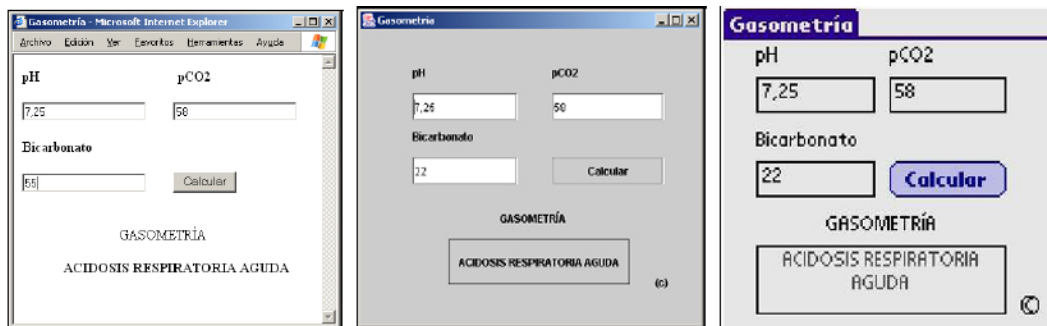 Gasometría - Microsoft Internet Explorer
Archivo Edición Ver Favoritos Herramientas Ayuda
pH pCO2
7,25 58
Bicarbonato
55 Calcular
GASOMETRÍA
ACIDOSIS RESPIRATORIA AGUDA
Gasometria
pH pCO2
7,25 58
Bicarbonato
22 Calcular
GASOMETRÍA
ACIDOSIS RESPIRATORIA AGUDA
(c)
Gasometría
pH pCO2
7,25 58
Bicarbonato
22 Calcular
GASOMETRÍA
ACIDOSIS RESPIRATORIA
AGUDA
©